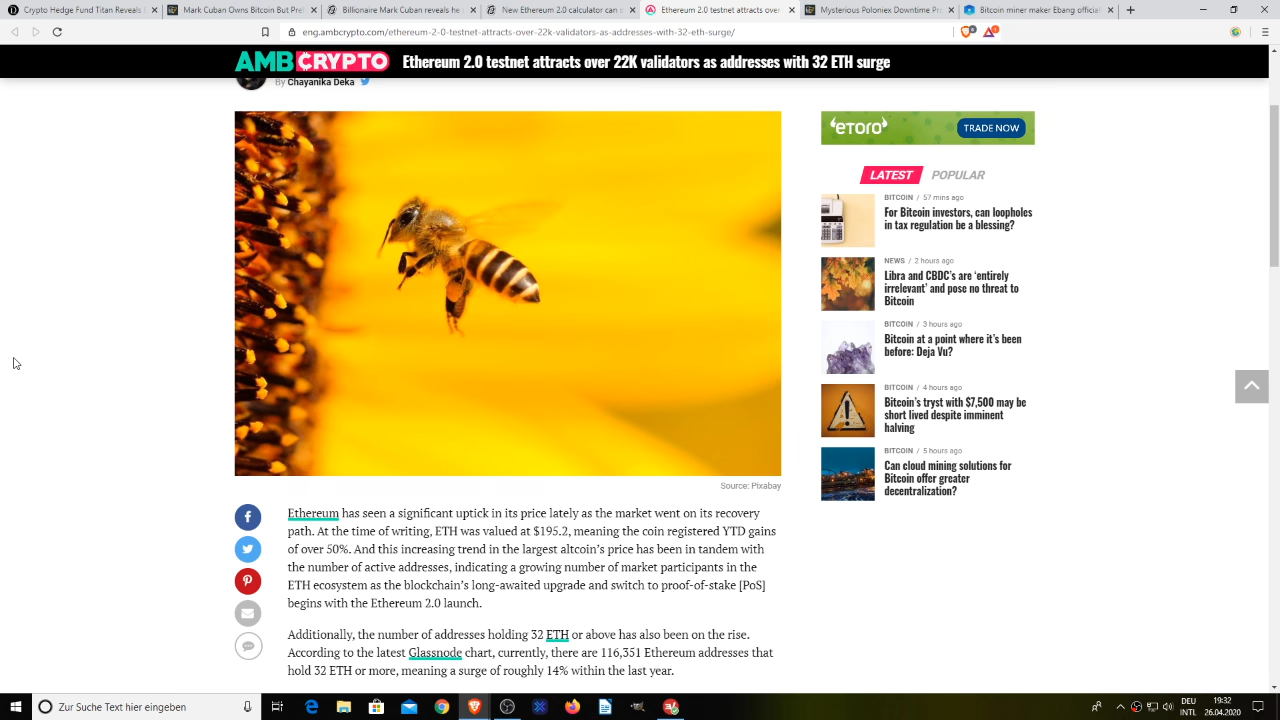 Crypto Hedge Fund Titan Reveals
Mark Cuban Downs Bitcoin, Says
Ethereum 2.0 testnet attracts over
ETH 2.0 calculator can show
Ethereum 2.0 testnet attracts over
Mysterious Bitcoin Developer
Maker Ebang official
eng.ambcrypto.com/ethereum-2-0-testnet-attracts-over-22k-validators-as-addresses-with-32-eth-surge/
AMBCRYPTO Ethereum 2.0 testnet attracts over 22K validators as addresses with 32 ETH surge
By Chayanika Deka
eToro TRADE NOW
LATEST POPULAR
BITCOIN / 57 mins ago
For Bitcoin investors, can loopholes
in tax regulation be a blessing?
NEWS / 2 hours ago
Libra and CBDC's are 'entirely
irrelevant' and pose no threat to
Bitcoin
BITCOIN / 3 hours ago
Bitcoin at a point where it's been
before: Deja Vu?
BITCOIN / 4 hours ago
Bitcoin's tryst with $7,500 may be
short lived despite imminent
halving
BITCOIN / 5 hours ago
Can cloud mining solutions for
Bitcoin offer greater
decentralization?
Source: Pixabay
Ethereum has seen a significant uptick in its price lately as the market went on its recovery
path. At the time of writing, ETH was valued at $195.2, meaning the coin registered YTD gains
of over 50%. And this increasing trend in the largest altcoin's price has been in tandem with
the number of active addresses, indicating a growing number of market participants in the
ETH ecosystem as the blockchain's long-awaited upgrade and switch to proof-of-stake [PoS]
begins with the Ethereum 2.0 launch.
Additionally, the number of addresses holding 32 ETH or above has also been on the rise.
According to the latest Glassnode chart, currently, there are 116,351 Ethereum addresses that
hold 32 ETH or more, meaning a surge of roughly 14% within the last year.
Zur Suche Text hier eingeben
DEU
INTL
19:32
26.04.2020